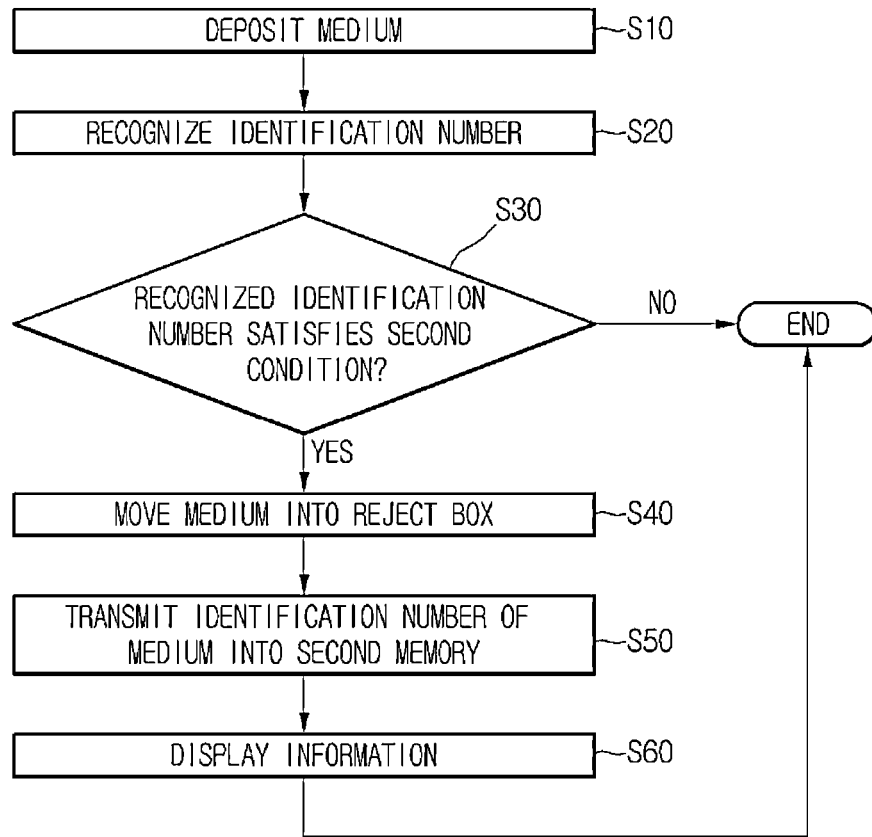 DEPOSIT MEDIUM
S10
RECOGNIZE IDENTIFICATION NUMBER
S20
S30
RECOGNIZED IDENTIFICATION
NUMBER SATISFIES SECOND
CONDITION?
NO
END
YES
MOVE MEDIUM INTO REJECT BOX
S40
TRANSMIT IDENTIFICATION NUMBER OF
MEDIUM INTO SECOND MEMORY
S50
DISPLAY INFORMATION
S60